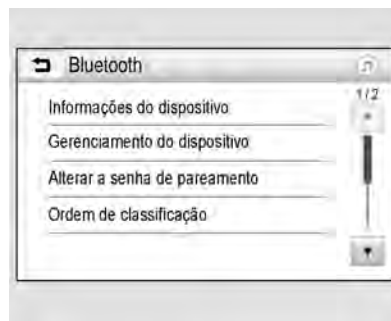 Bluetooth
1/2
Informações do dispositivo
Gerenciamento do dispositivo
Alterar a senha de pareamento
Ordem de classificação